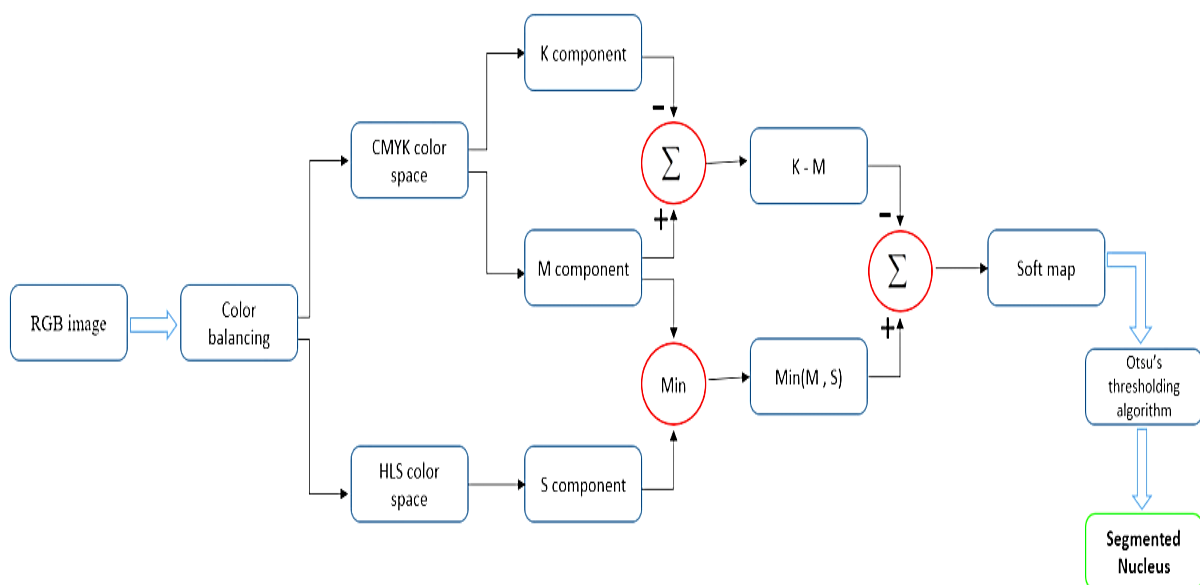 RGB image
Color
balancing
CMYK color
space
HLS color
space
K component
M component
S component
−
∑
+
Min
K - M
Min(M , S)
−
∑
+
Soft map
Otsu's
thresholding
algorithm
Segmented
Nucleus